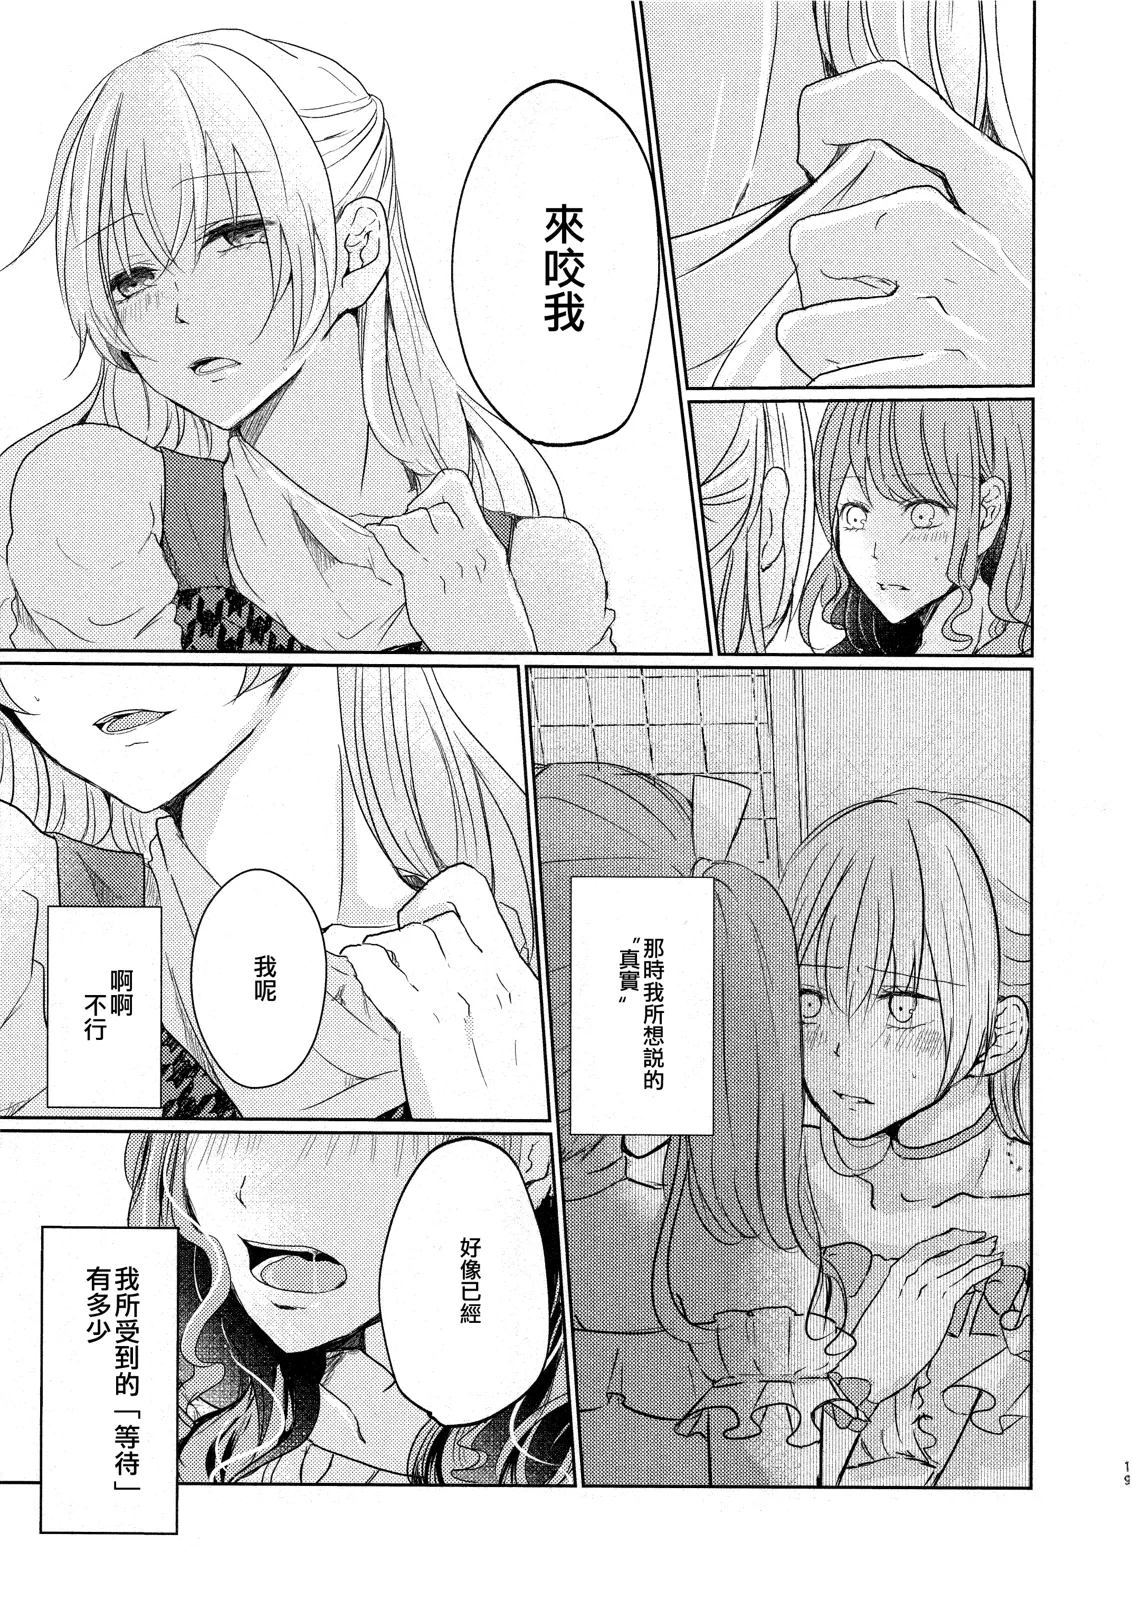 來咬我
那時我所想説的
"真實"
我呢
啊啊
不行
好像已經
我所受到的「等待」
有多少
19